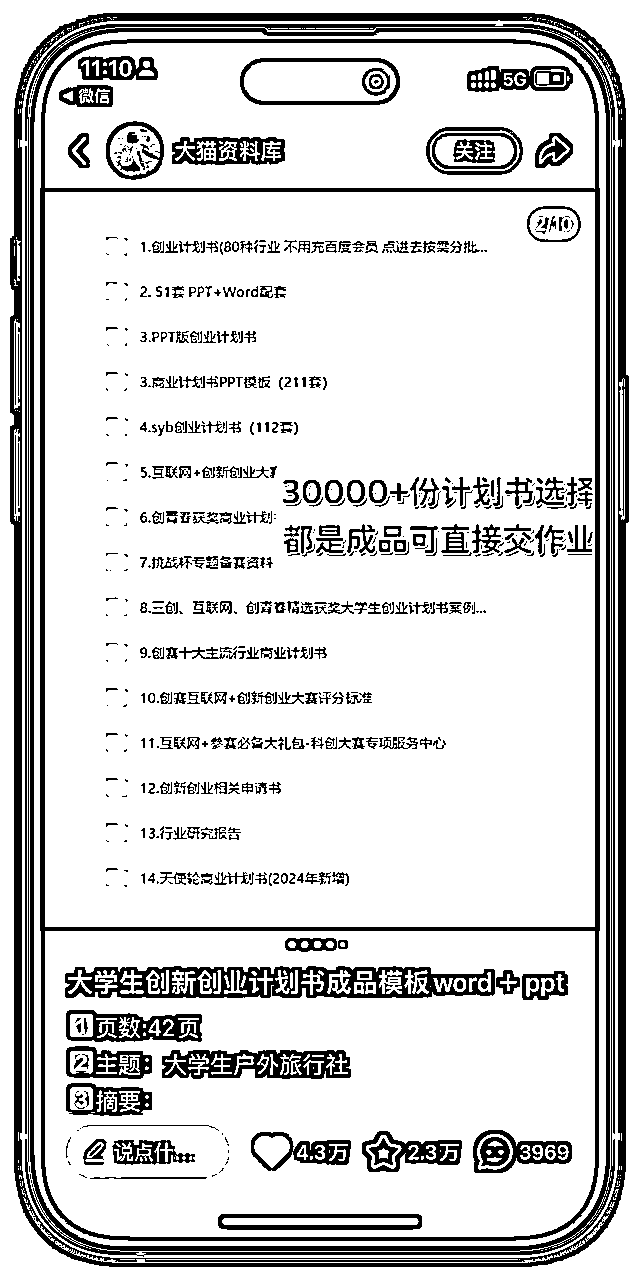 11:10
5G
微信
大猫资料库
关注
1.创业计划书(80种行业 不用充百度会员 点进去按需分批...
2. 51套 PPT+Word配套
3.PPT版创业计划书
3.商业计划书PPT模板 (211套)
4.syb创业计划书 (112套)
5.互联网+创新创业大赛
30000+份计划书选择
6.创青春获奖商业计划书
都是成品可直接交作业
7.挑战杯专题备赛资料
8.三创、互联网、创青春精选获奖大学生创业计划书案例...
9.创赛十大主流行业商业计划书
10.创赛互联网+创新创业大赛评分标准
11.互联网+参赛必备大礼包-科创大赛专项服务中心
12.创新创业相关申请书
13.行业研究报告
14.天使轮商业计划书(2024年新增)
大学生创新创业计划书成品模板word+ppt
1 页数:42页
2 主题：大学生户外旅行社
3 摘要:
说点什...
4.3万
2.3万
3969